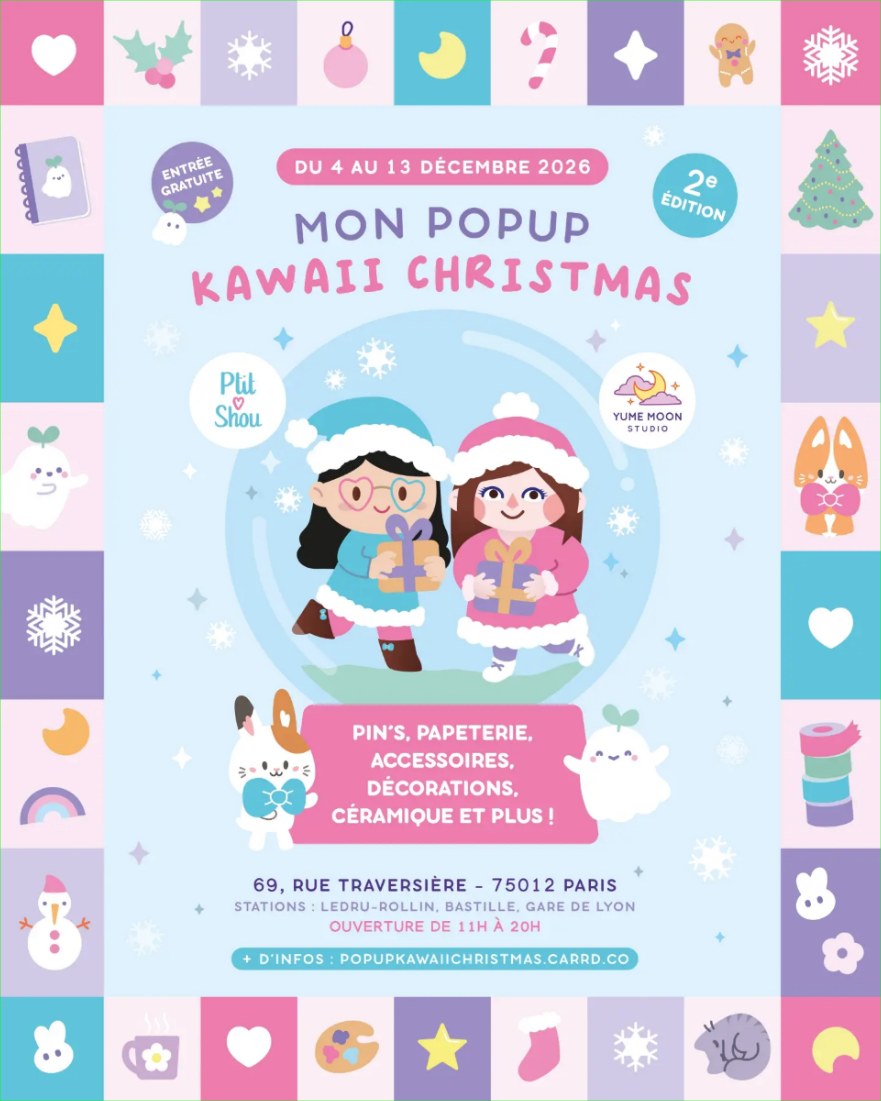 ENTRÉE
GRATUITE
DU 4 AU 13 DÉCEMBRE 2026
2e
ÉDITION
MON POPUP
KAWAII CHRISTMAS
Ptit
Shou
YUME MOON
STUDIO
PIN'S, PAPETERIE,
ACCESSOIRES,
DÉCORATIONS,
CÉRAMIQUE ET PLUS !
69, RUE TRAVERSIÈRE - 75012 PARIS
STATIONS : LEDRU-ROLLIN, BASTILLE, GARE DE LYON
OUVERTURE DE 11H À 20H
+ D'INFOS : POPUPKAWAIICHRISTMAS.CARRD.CO